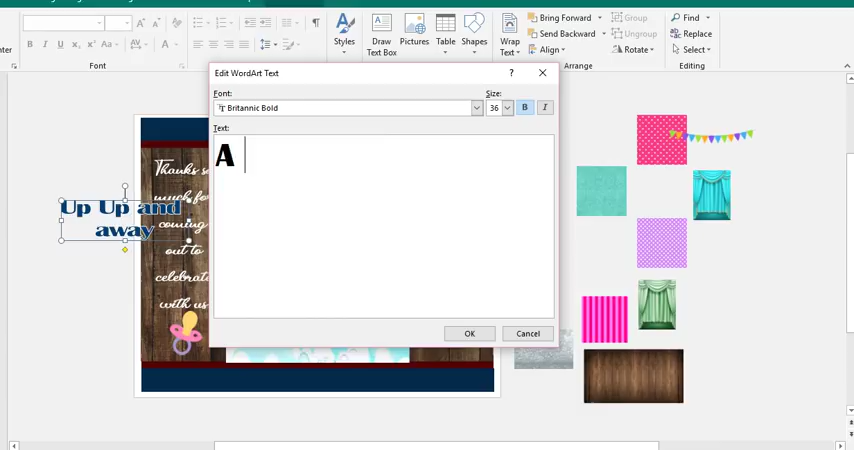 Styles
Draw
Text Box
Pictures
Table
Shapes
Wrap
Text
Bring Forward
Send Backward
Align
Group
Ungroup
Rotate
Find
Replace
Select
Font
Paragraph
Arrange
Editing
Edit WordArt Text
Font:
Size:
Britannic Bold
36
B
I
Text:
A
OK
Cancel
Thanks so
much for
coming
out to
celebrate
with us
Up Up and
away